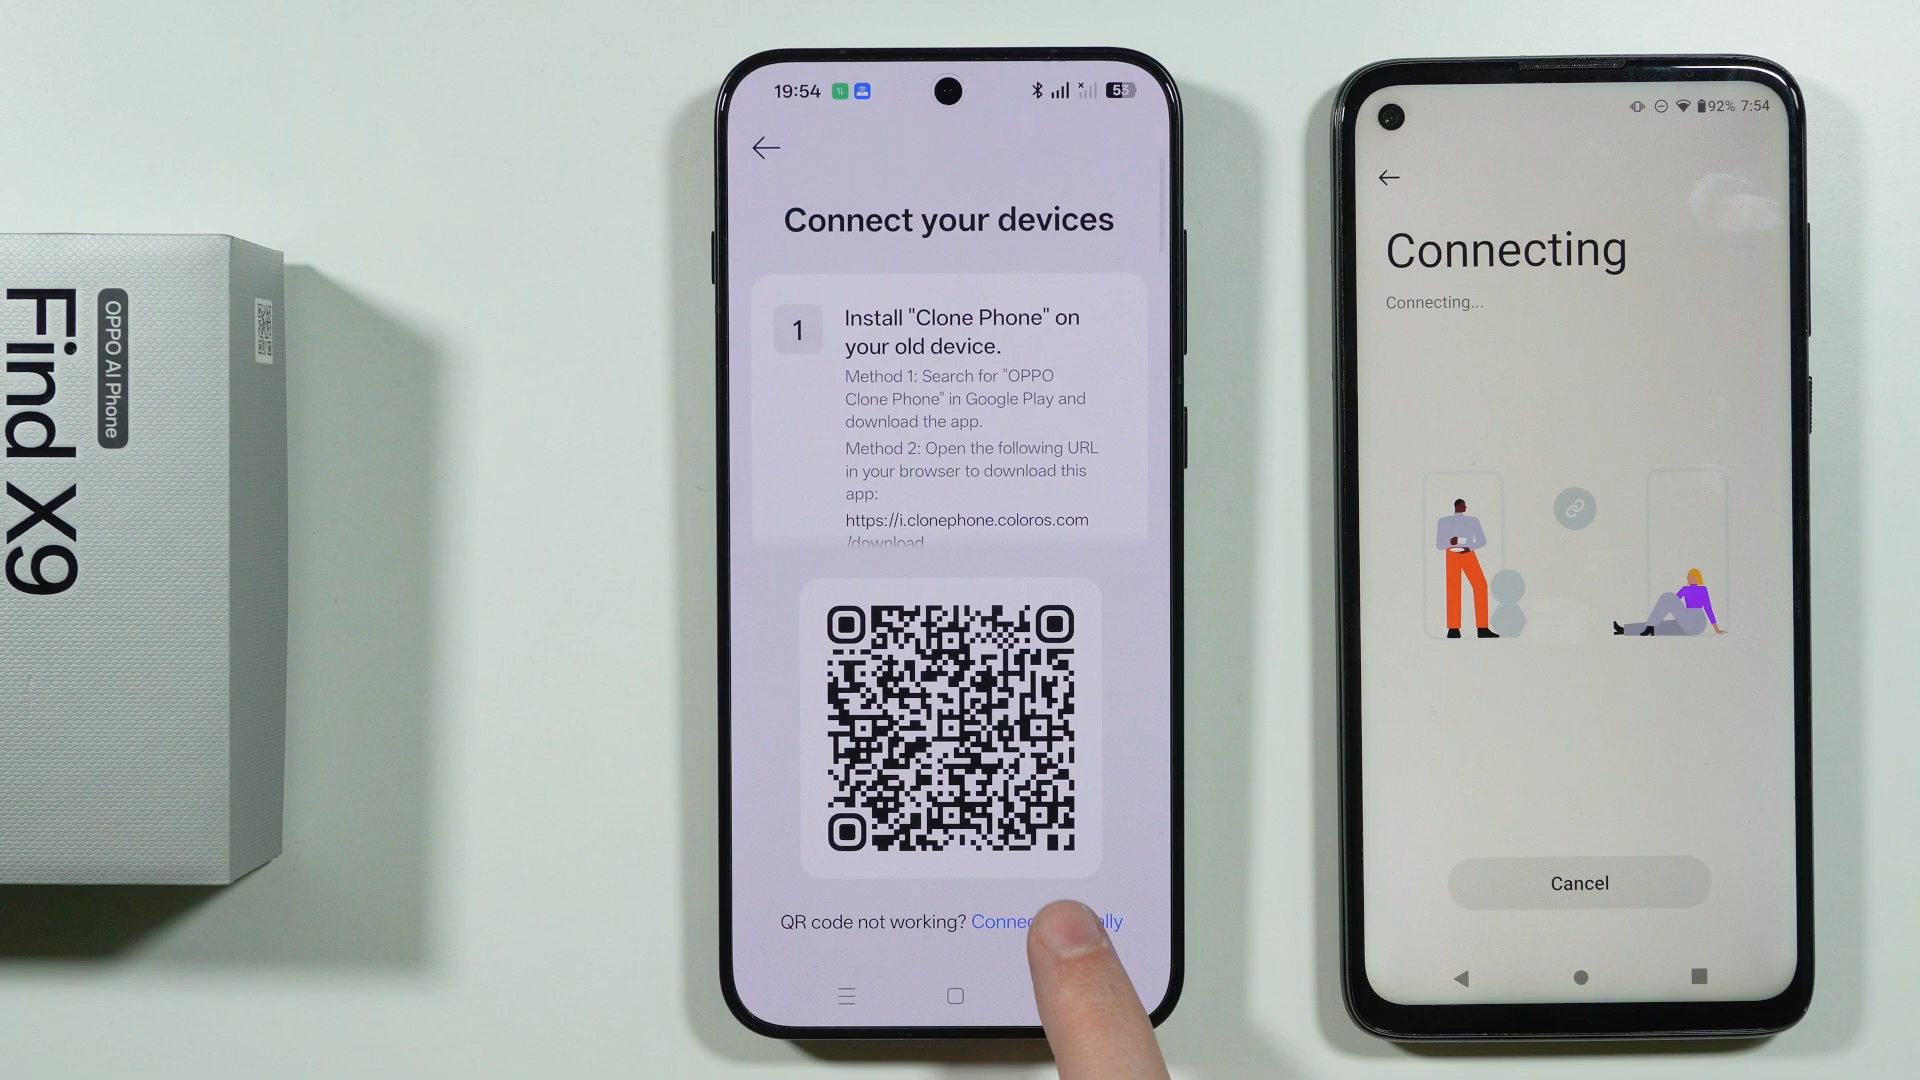 OPPO AI Phone
Find X9
19:54
53
Connect your devices
1
Install "Clone Phone" on
your old device.
Method 1: Search for "OPPO
Clone Phone" in Google Play and
download the app.
Method 2: Open the following URL
in your browser to download this
app:
https://i.clonephone.coloros.com
/download
QR code not working? Connec ally
92% 7:54
Connecting
Connecting...
Cancel